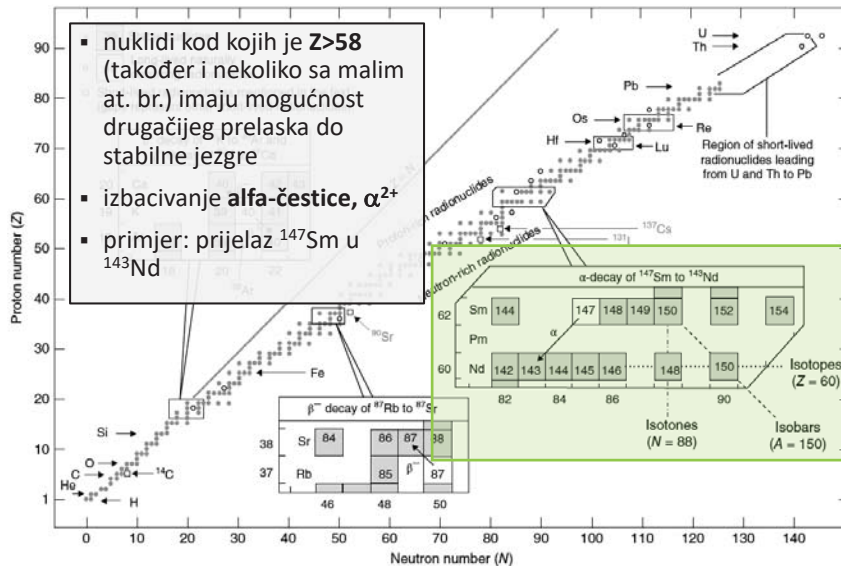 nuklidi kod kojih je Z>58
(također i nekoliko sa malim
at. br.) imaju mogućnost
drugačijeg prelaska do
stabilne jezgre
izbacivanje alfa-čestice, α²⁺
primjer: prijelaz ¹⁴⁷Sm u
¹⁴³Nd
Proton number (Z)
90
80
70
60
50
40
30
20
10
1
U
Th
Pb
Os
Re
Hf
Lu
Region of short-lived
radionuclides leading
from U and Th to Pb
Proton-rich radionuclides
Neutron-rich radionuclides
¹³⁷Cs
¹³¹I
⁹⁰Sr
Fe
Si
O
C
¹⁴C
He
H
α-decay of ¹⁴⁷Sm to ¹⁴³Nd
62
Sm
144
147
148
149
150
152
154
α
Pm
60
Nd
142
143
144
145
146
148
150
82
84
86
90
Isotopes
(Z = 60)
Isotones
(N = 88)
Isobars
(A = 150)
β⁻ decay of ⁸⁷Rb to ⁸⁷Sr
38
Sr
84
86
87
88
37
Rb
85
β⁻
87
46
48
50
0
10
20
30
40
50
60
70
80
90
100
110
120
130
140
Neutron number (N)